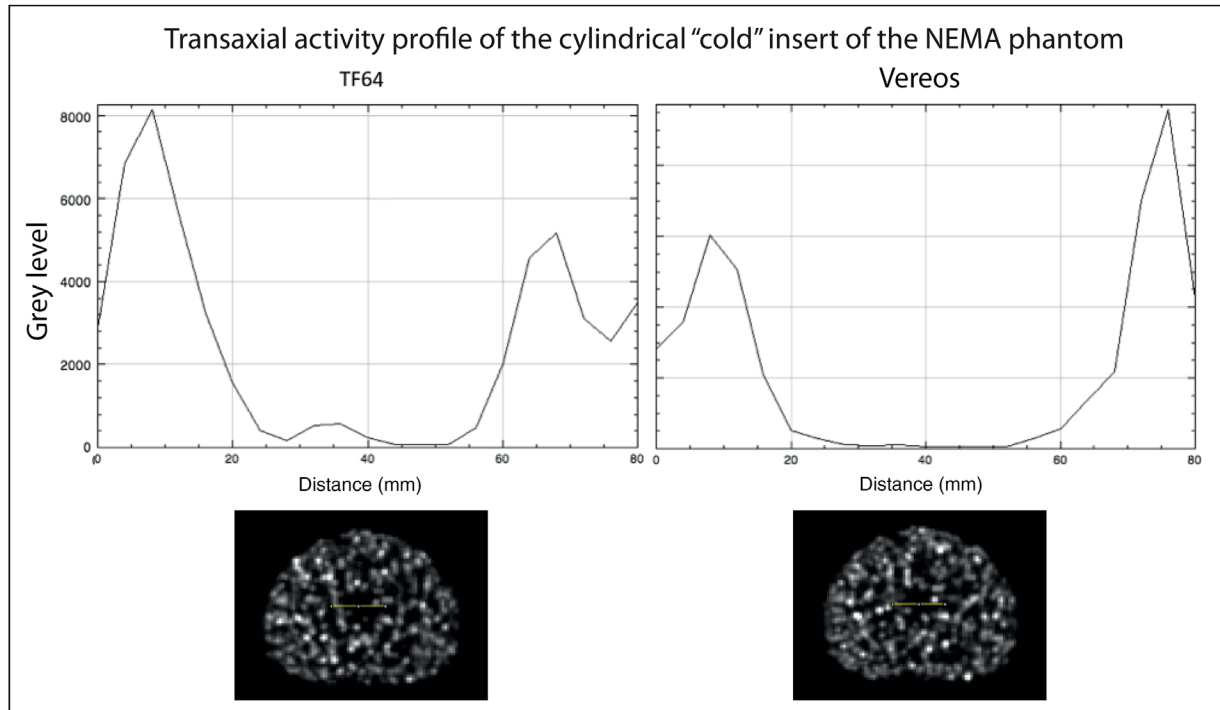 Transaxial activity profile of the cylindrical “cold” insert of the NEMA phantom
TF64
Vereos
Grey level
8000
6000
4000
2000
0
0 20 40 60 80
0 20 40 60 80
Distance (mm)
Distance (mm)